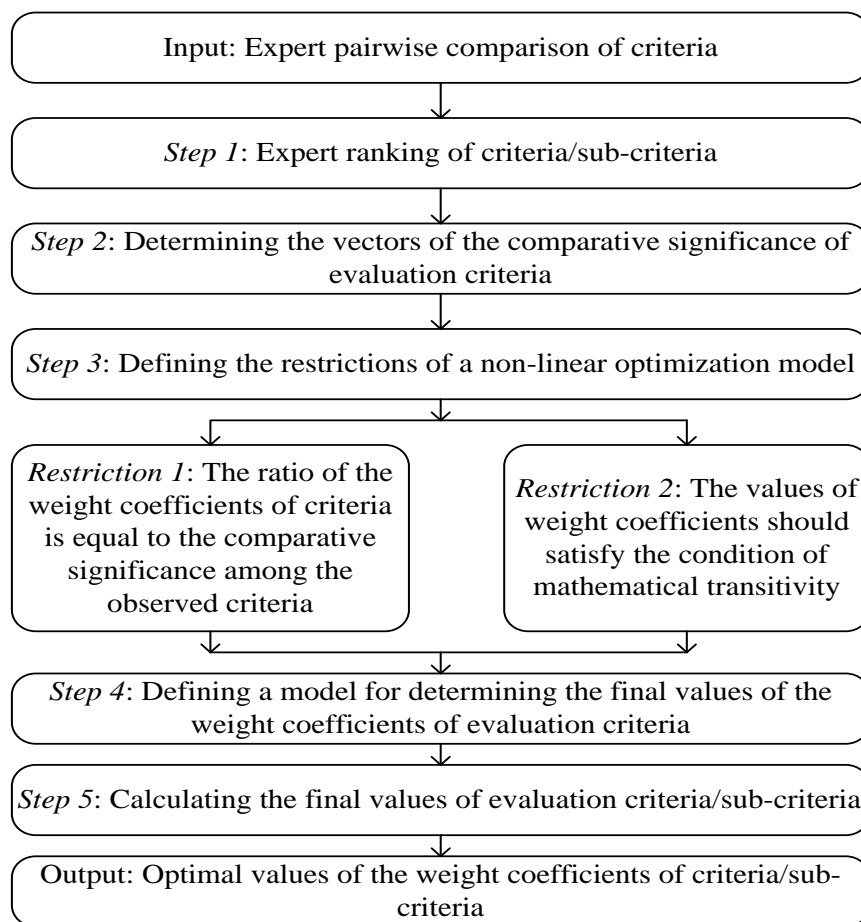 Input: Expert pairwise comparison of criteria
Step 1: Expert ranking of criteria/sub-criteria
Step 2: Determining the vectors of the comparative significance of
evaluation criteria
Step 3: Defining the restrictions of a non-linear optimization model
Restriction 1: The ratio of the
weight coefficients of criteria
is equal to the comparative
significance among the
observed criteria
Restriction 2: The values of
weight coefficients should
satisfy the condition of
mathematical transitivity
Step 4: Defining a model for determining the final values of the
weight coefficients of evaluation criteria
Step 5: Calculating the final values of evaluation criteria/sub-criteria
Output: Optimal values of the weight coefficients of criteria/sub-
criteria